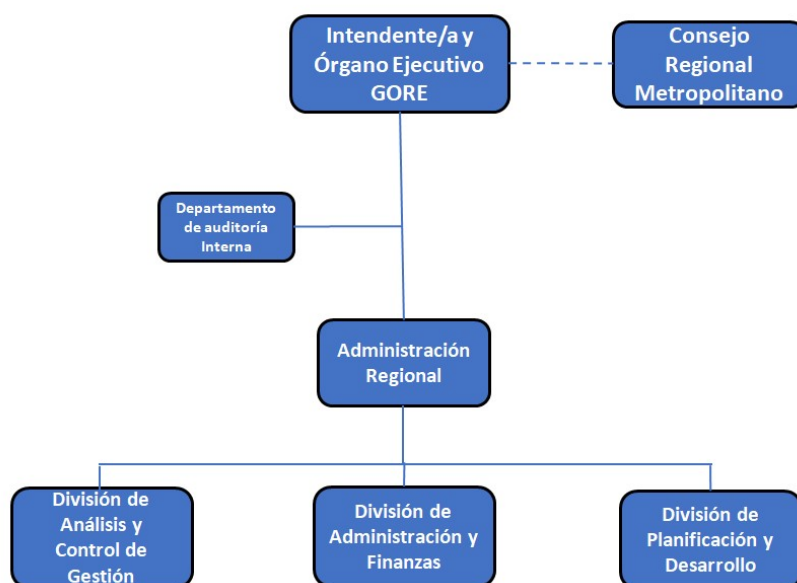 Intendente/a y
Órgano Ejecutivo
GORE
Consejo
Regional
Metropolitano
Departamento
de auditoría
Interna
Administración
Regional
División de
Análisis y
Control de
Gestión
División de
Administración y
Finanzas
División de
Planificación y
Desarrollo